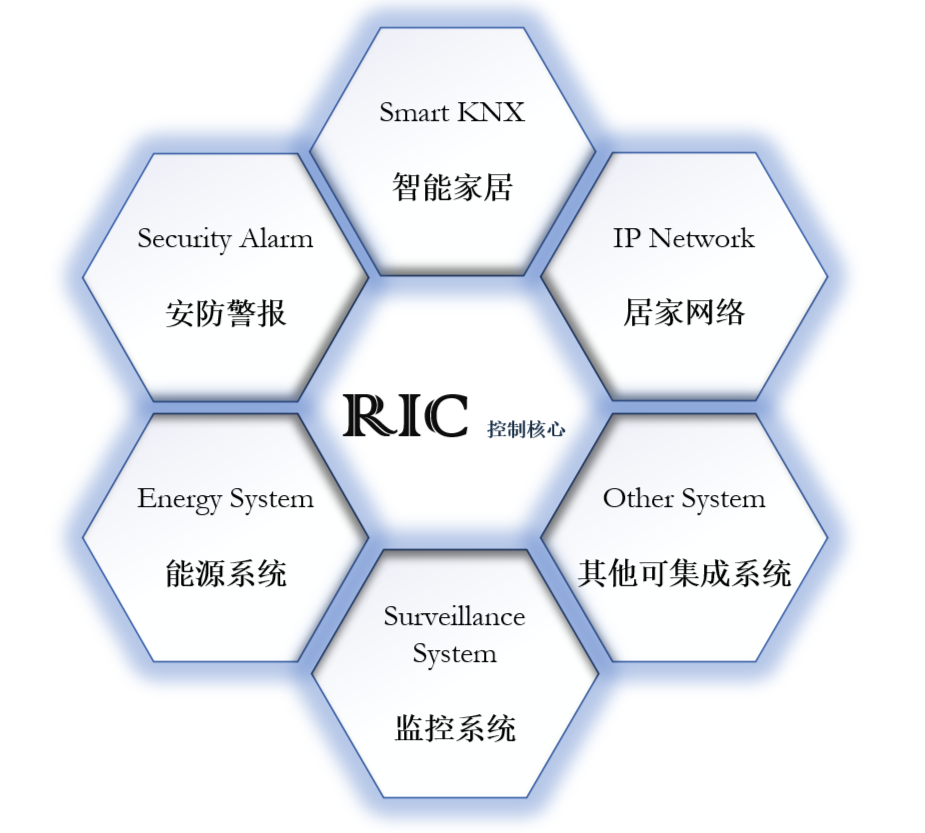 Smart KNX
智能家居
Security Alarm
安防警报
IP Network
居家网络
RIC 控制核心
Energy System
能源系统
Other System
其他可集成系统
Surveillance
System
监控系统